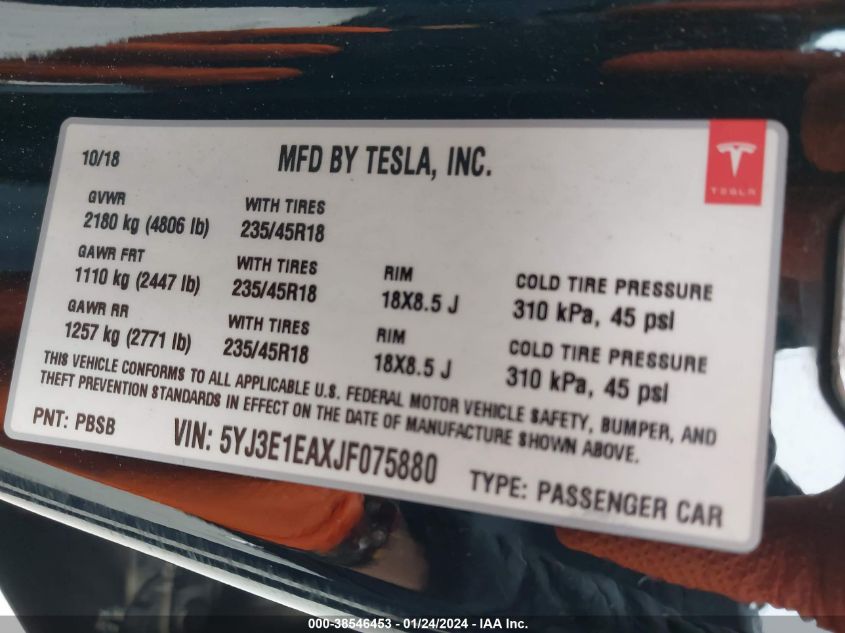 10/18
MFD BY TESLA, INC.
TESLA
GVWR
2180 kg (4806 lb)
WITH TIRES
235/45R18
GAWR FRT
1110 kg (2447 lb)
WITH TIRES
235/45R18
RIM
18X8.5 J
COLD TIRE PRESSURE
310 kPa, 45 psi
GAWR RR
1257 kg (2771 lb)
WITH TIRES
235/45R18
RIM
18X8.5 J
COLD TIRE PRESSURE
310 kPa, 45 psi
THIS VEHICLE CONFORMS TO ALL APPLICABLE U.S. FEDERAL MOTOR VEHICLE SAFETY, BUMPER, AND
THEFT PREVENTION STANDARDS IN EFFECT ON THE DATE OF MANUFACTURE SHOWN ABOVE.
PNT: PBSB
VIN: 5YJ3E1EAXJF075880
TYPE: PASSENGER CAR
000-38546453 - 01/24/2024 - IAA Inc.